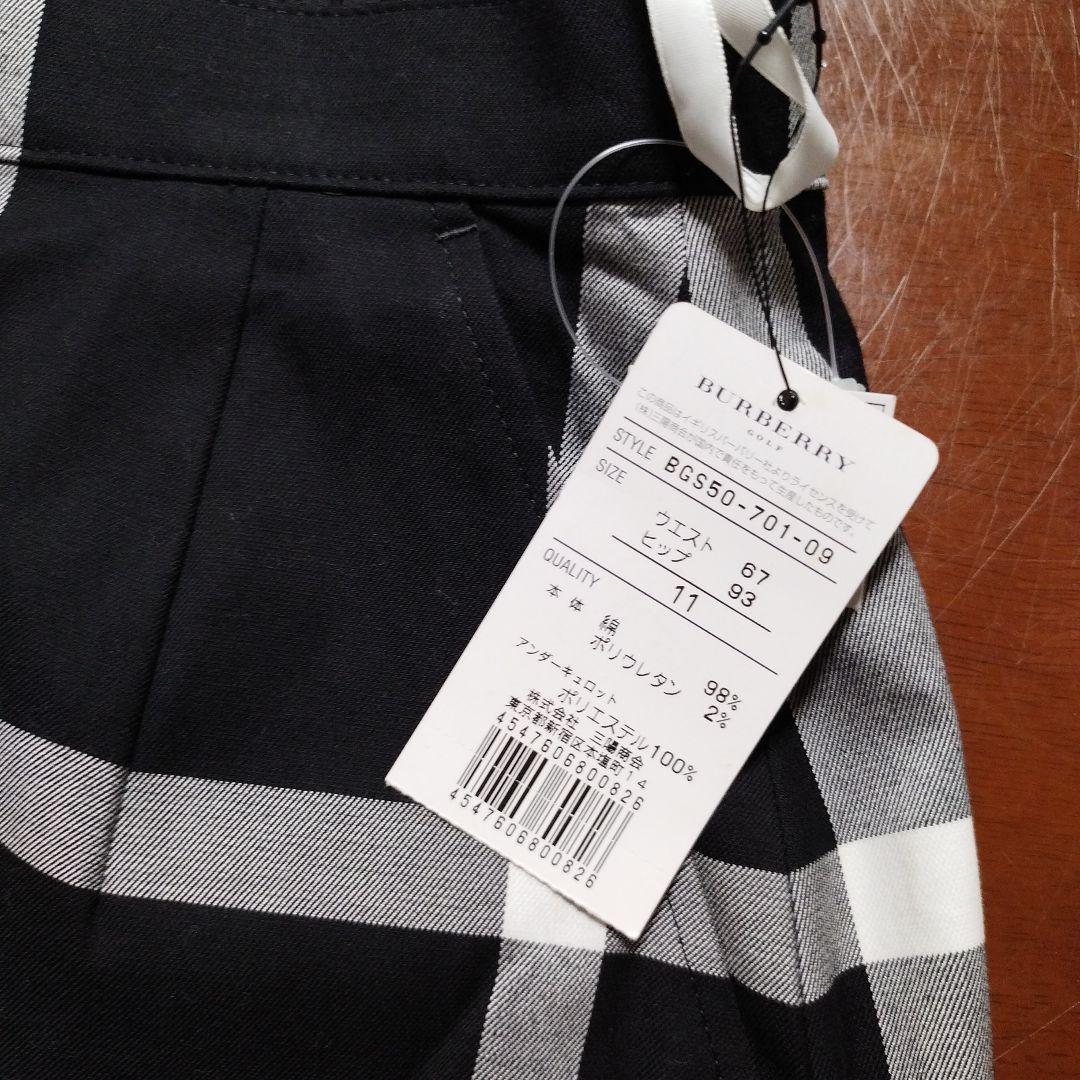 BURBERRY
GOLF
この商品はイギリスバーバリー社よりライセンスを受けて
(株)三陽商会が国内で責任をもって生産したものです。
STYLE BGS50-701-09
SIZE
ウエスト 67
ヒップ 93
11
QUALITY
本体 綿 98%
ポリウレタン 2%
アンダーキュロット
ポリエステル100%
株式会社 三陽商会
東京都新宿区本塩町14
4547606800826
4547606800826